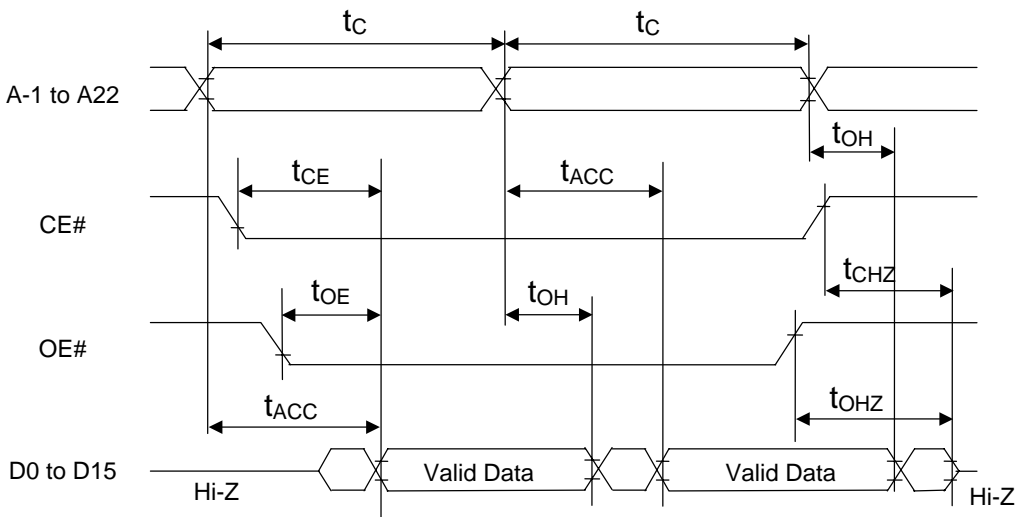 tC tC
A-1 to A22
tOH
tCE tACC
CE#
tCHZ
tOE tOH
OE#
tACC tOHZ
D0 to D15 Valid Data Valid Data
Hi-Z Hi-Z